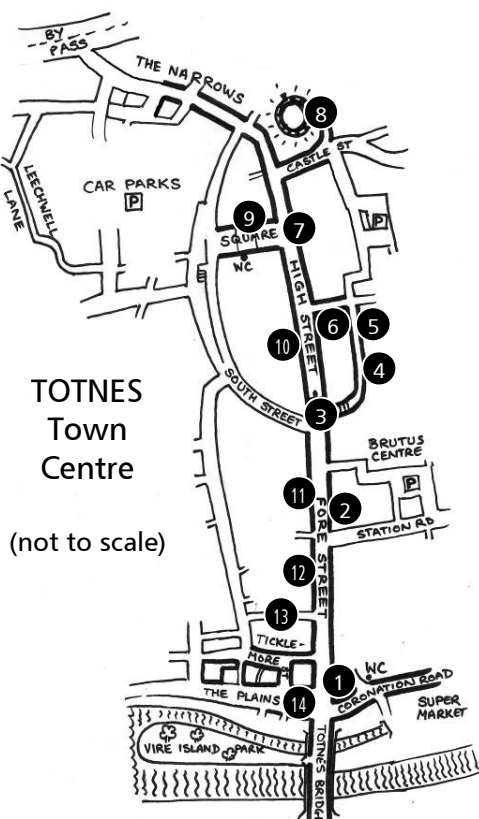 BY
PASS
THE NARROWS
8
CASTLE ST
LEECHWELL
LANE
CAR PARKS
P
P
9
7
SQUARE
WC
HIGH STREET
6
5
10
4
TOTNES
Town
Centre
(not to scale)
SOUTH STREET
3
BRUTUS
CENTRE
P
11
2
FORE STREET
STATION RD
12
13
TICKLE-
MORE ST
1
WC
CORONATION ROAD
THE PLAINS
14
SUPER
MARKET
VIRE ISLAND PARK
TOTNES BRIDGE